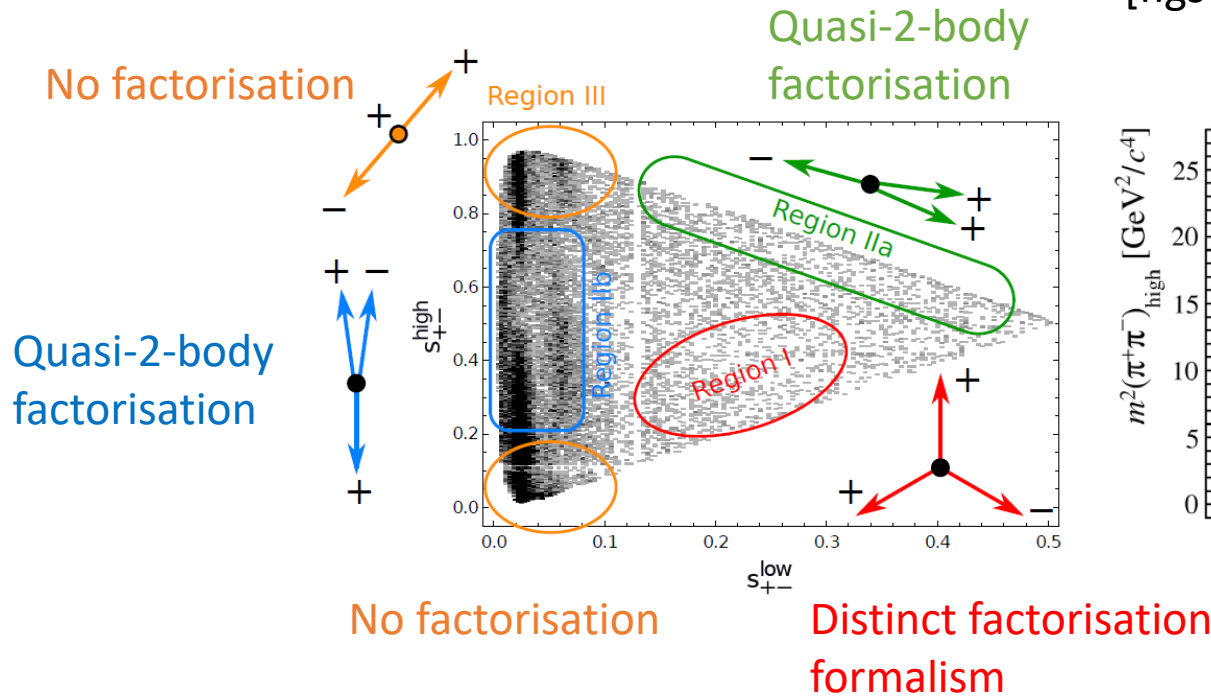 [figs
Quasi-2-body
factorisation
No factorisation
Region III
+
+
−
−
+
+
Region IIa
+ −
Quasi-2-body
factorisation
+
Region IIb
Region I
+
+
−
s+−^high
1.0
0.8
0.6
0.4
0.2
0.0
0.0 0.1 0.2 0.3 0.4 0.5
s+−^low
m²(π⁺π⁻)high [GeV²/c⁴]
25
20
15
10
5
0
No factorisation
Distinct factorisation
formalism